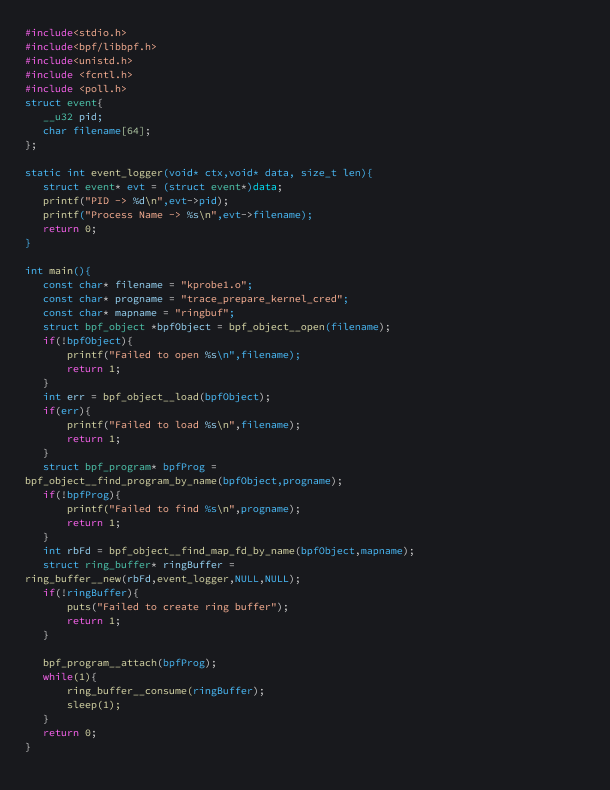 #include<stdio.h>
#include<bpf/libbpf.h>
#include<unistd.h>
#include <fcntl.h>
#include <poll.h>
struct event{
   __u32 pid;
   char filename[64];
};

static int event_logger(void* ctx,void* data, size_t len){
   struct event* evt = (struct event*)data;
   printf("PID -> %d\n",evt->pid);
   printf("Process Name -> %s\n",evt->filename);
   return 0;
}

int main(){
   const char* filename = "kprobe1.o";
   const char* progname = "trace_prepare_kernel_cred";
   const char* mapname = "ringbuf";
   struct bpf_object *bpfObject = bpf_object__open(filename);
   if(!bpfObject){
       printf("Failed to open %s\n",filename);
       return 1;
   }
   int err = bpf_object__load(bpfObject);
   if(err){
       printf("Failed to load %s\n",filename);
       return 1;
   }
   struct bpf_program* bpfProg =
bpf_object__find_program_by_name(bpfObject,progname);
   if(!bpfProg){
       printf("Failed to find %s\n",progname);
       return 1;
   }
   int rbFd = bpf_object__find_map_fd_by_name(bpfObject,mapname);
   struct ring_buffer* ringBuffer =
ring_buffer__new(rbFd,event_logger,NULL,NULL);
   if(!ringBuffer){
       puts("Failed to create ring buffer");
       return 1;
   }

   bpf_program__attach(bpfProg);
   while(1){
       ring_buffer__consume(ringBuffer);
       sleep(1);
   }
   return 0;
}